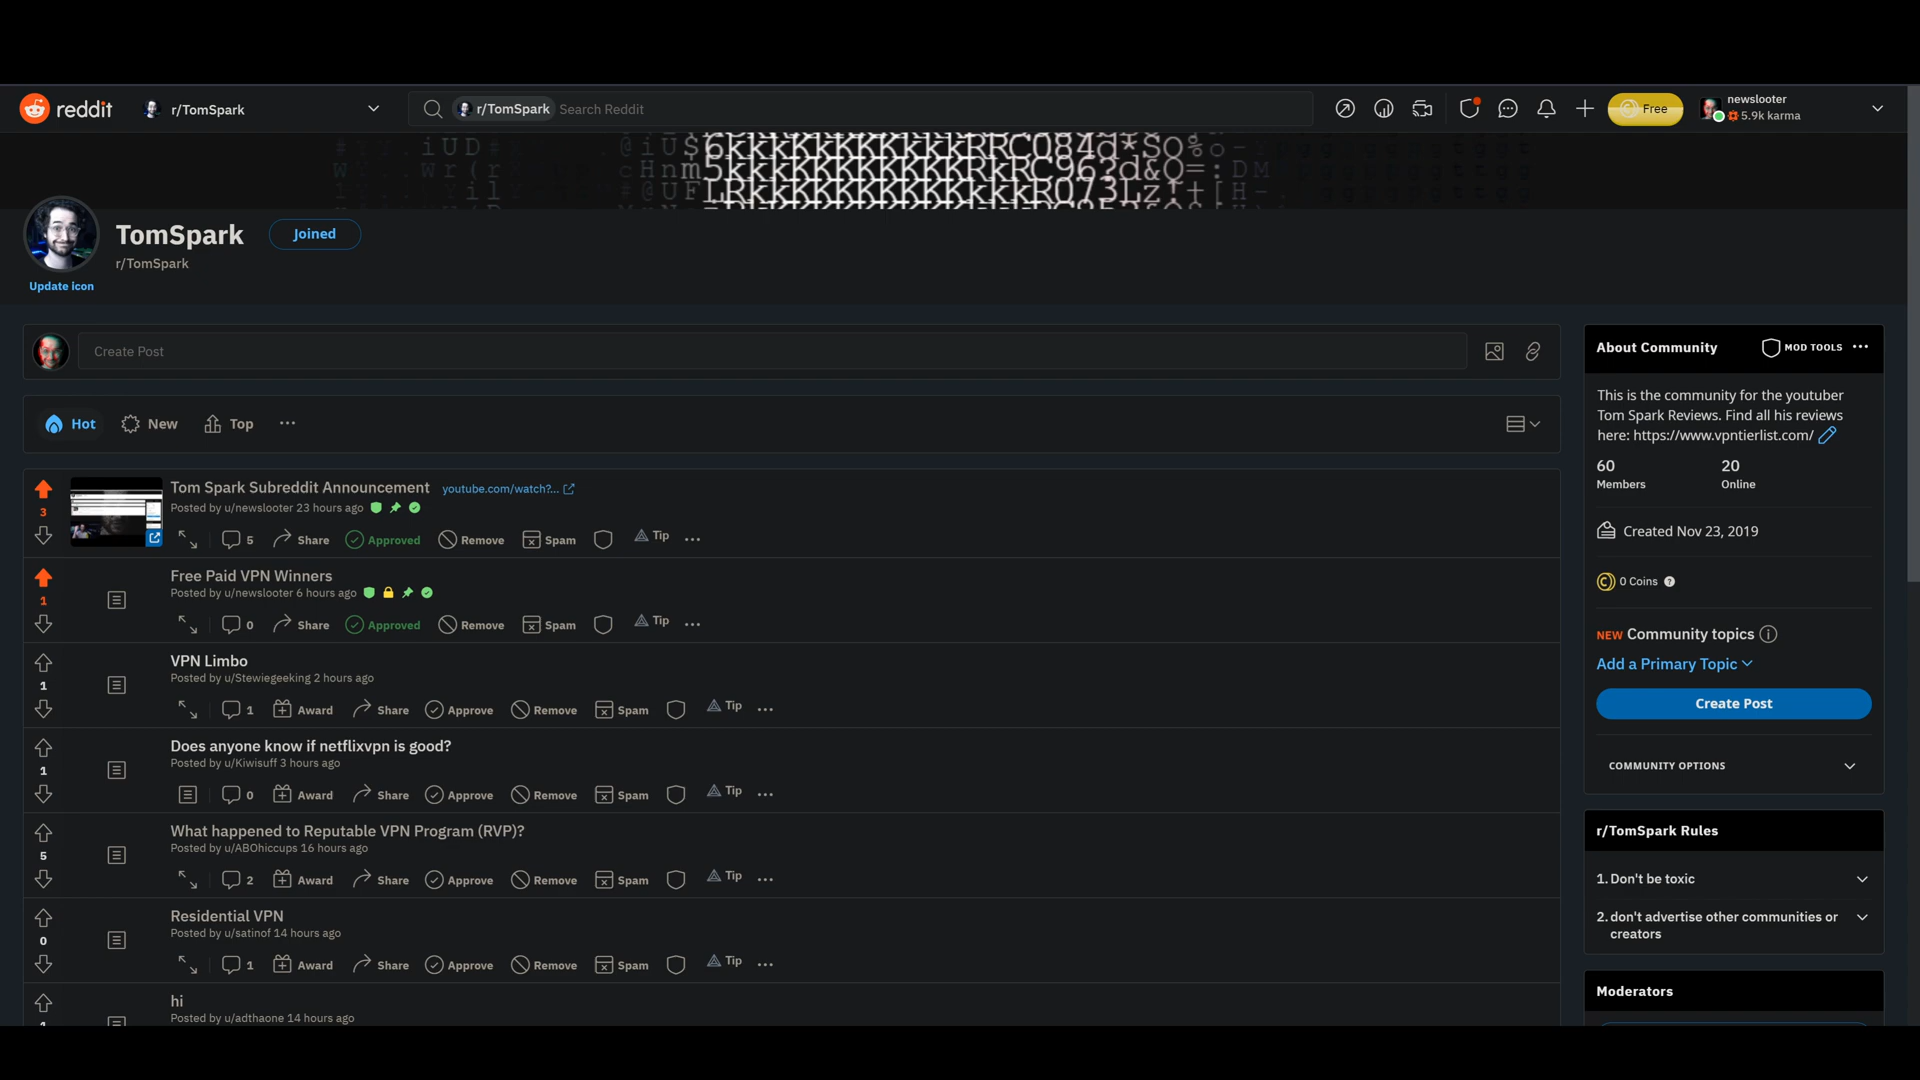 reddit
r/TomSpark
r/TomSpark Search Reddit
Free
newslooter
5.9k karma
TomSpark
Joined
r/TomSpark
Update icon
Create Post
Hot New Top
Tom Spark Subreddit Announcement youtube.com/watch?...
3
Posted by u/newslooter 23 hours ago
5 Share Approved Remove Spam Tip
Free Paid VPN Winners
1
Posted by u/newslooter 6 hours ago
0 Share Approved Remove Spam Tip
VPN Limbo
1
Posted by u/Stewiegeeking 2 hours ago
1 Award Share Approve Remove Spam Tip
Does anyone know if netflixvpn is good?
1
Posted by u/Kiwisuff 3 hours ago
0 Award Share Approve Remove Spam Tip
What happened to Reputable VPN Program (RVP)?
5
Posted by u/ABOhiccups 16 hours ago
2 Award Share Approve Remove Spam Tip
Residential VPN
0
Posted by u/satinof 14 hours ago
1 Award Share Approve Remove Spam Tip
hi
Posted by u/adthaone 14 hours ago
About Community MOD TOOLS
This is the community for the youtuber
Tom Spark Reviews. Find all his reviews
here: https://www.vpntierlist.com/
60 20
Members Online
Created Nov 23, 2019
0 Coins
NEW Community topics
Add a Primary Topic
Create Post
COMMUNITY OPTIONS
r/TomSpark Rules
1. Don't be toxic
2. don't advertise other communities or
creators
Moderators